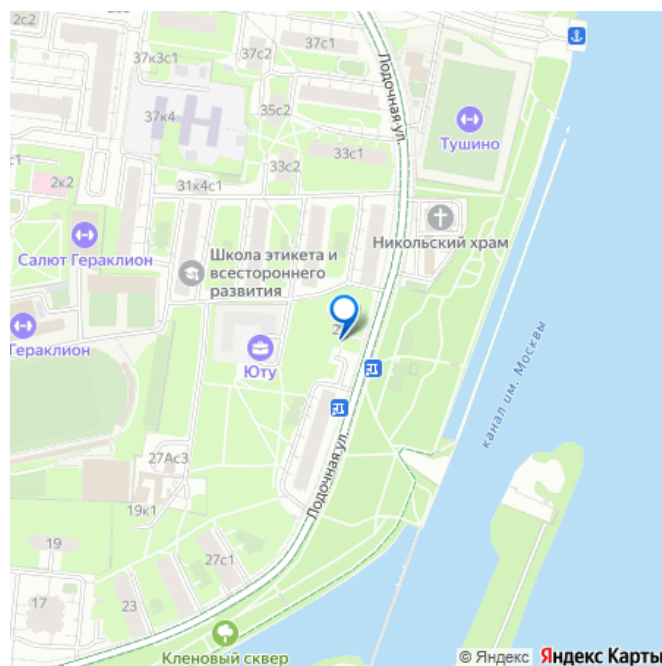 2с2
37к3с1
37с2
37с1
Лодочная ул.
37к4
35с2
Тушино
33с1
33с2
с1
2к2
31к4с1
Никольский храм
Салют Гераклион
Школа этикета и
всестороннего
развития
Гераклион
Юту
канал им. Москвы
27Ас3
Лодочная ул.
19к1
19
27с1
17
23
Кленовый сквер
© Яндекс Яндекс Карты